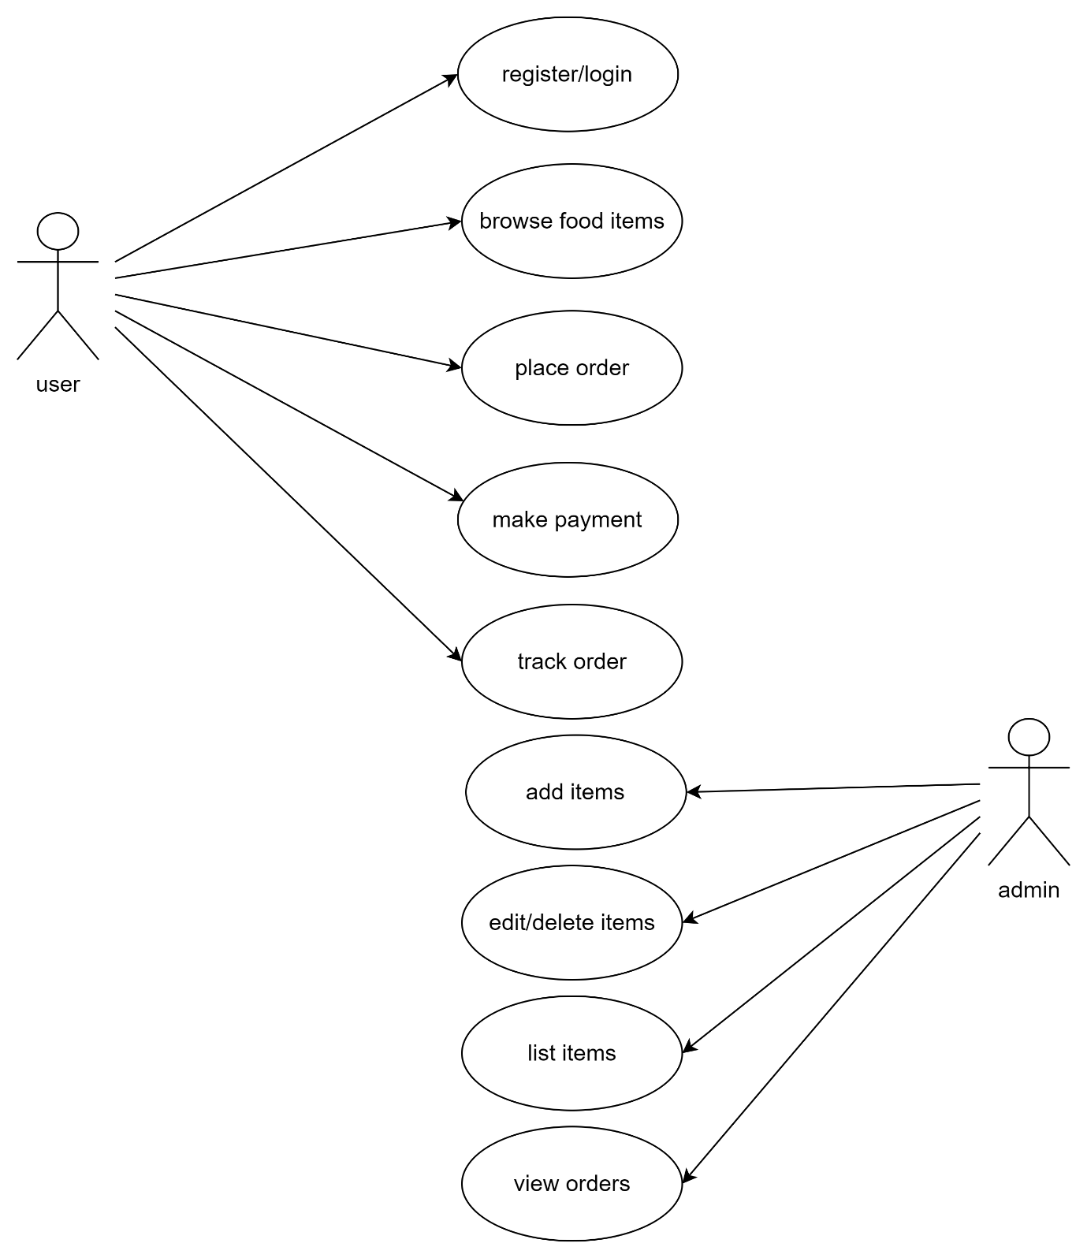 register/login
browse food items
place order
user
make payment
track order
add items
admin
edit/delete items
list items
view orders